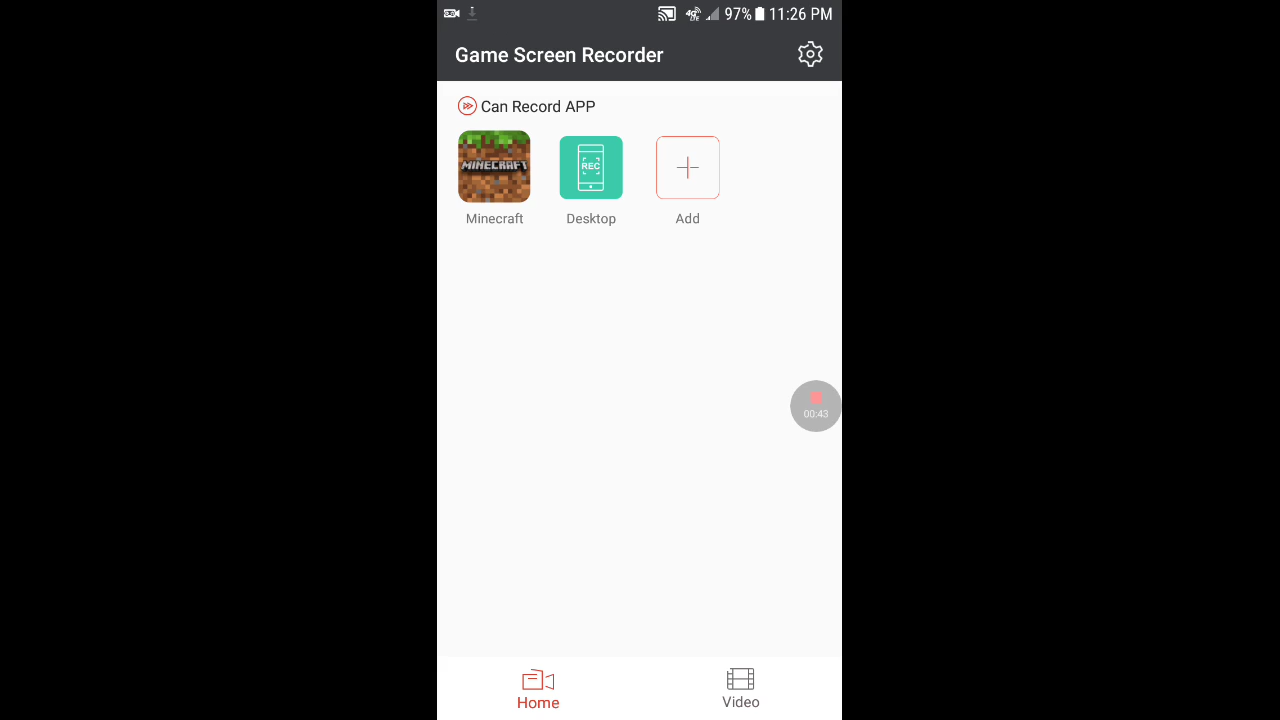 97% 11:26 PM
Game Screen Recorder
Can Record APP
MINECRAFT
REC
Minecraft
Desktop
Add
00:43
Home
Video